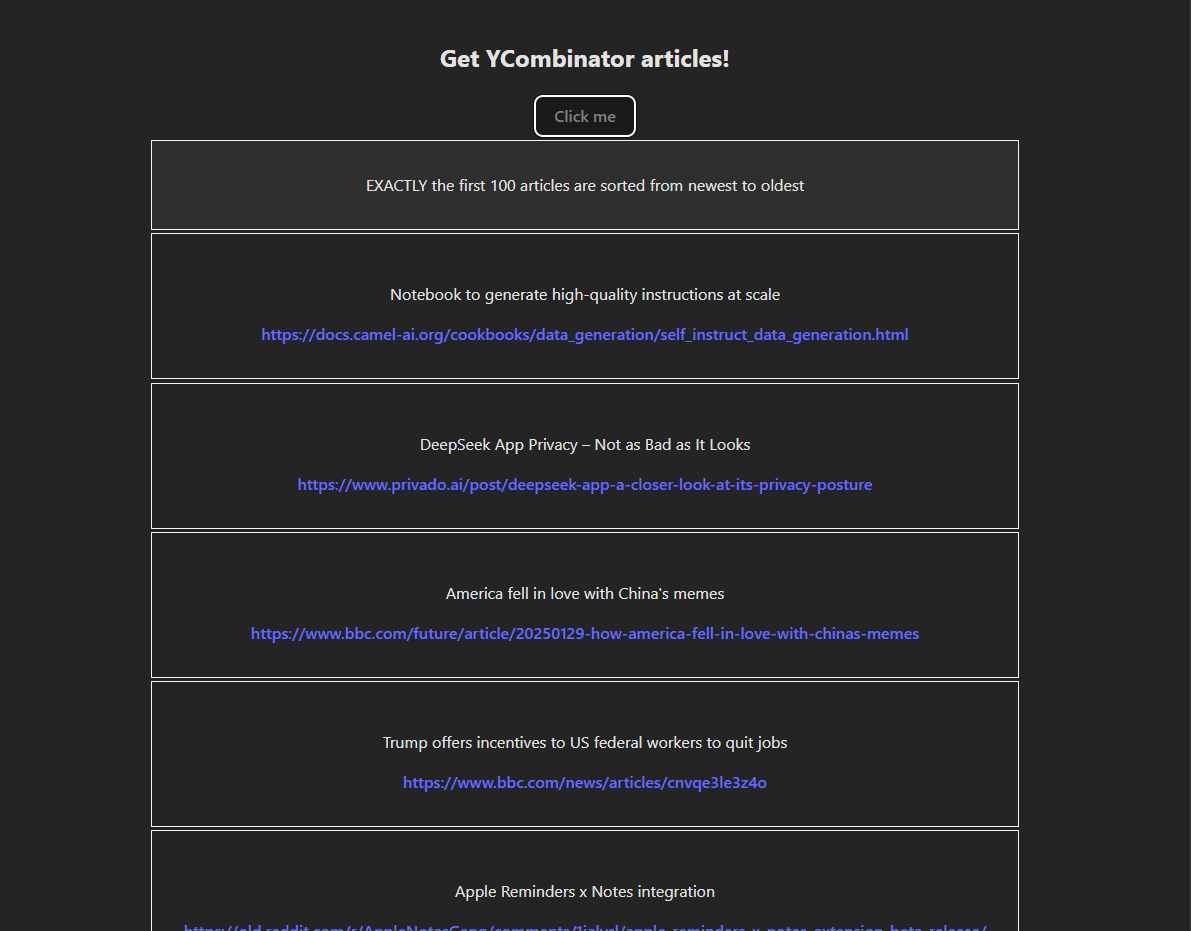 Get YCombinator articles!
Click me
EXACTLY the first 100 articles are sorted from newest to oldest
Notebook to generate high-quality instructions at scale
https://docs.camel-ai.org/cookbooks/data_generation/self_instruct_data_generation.html
DeepSeek App Privacy – Not as Bad as It Looks
https://www.privado.ai/post/deepseek-app-a-closer-look-at-its-privacy-posture
America fell in love with China's memes
https://www.bbc.com/future/article/20250129-how-america-fell-in-love-with-chinas-memes
Trump offers incentives to US federal workers to quit jobs
https://www.bbc.com/news/articles/cnvqe3le3z4o
Apple Reminders x Notes integration